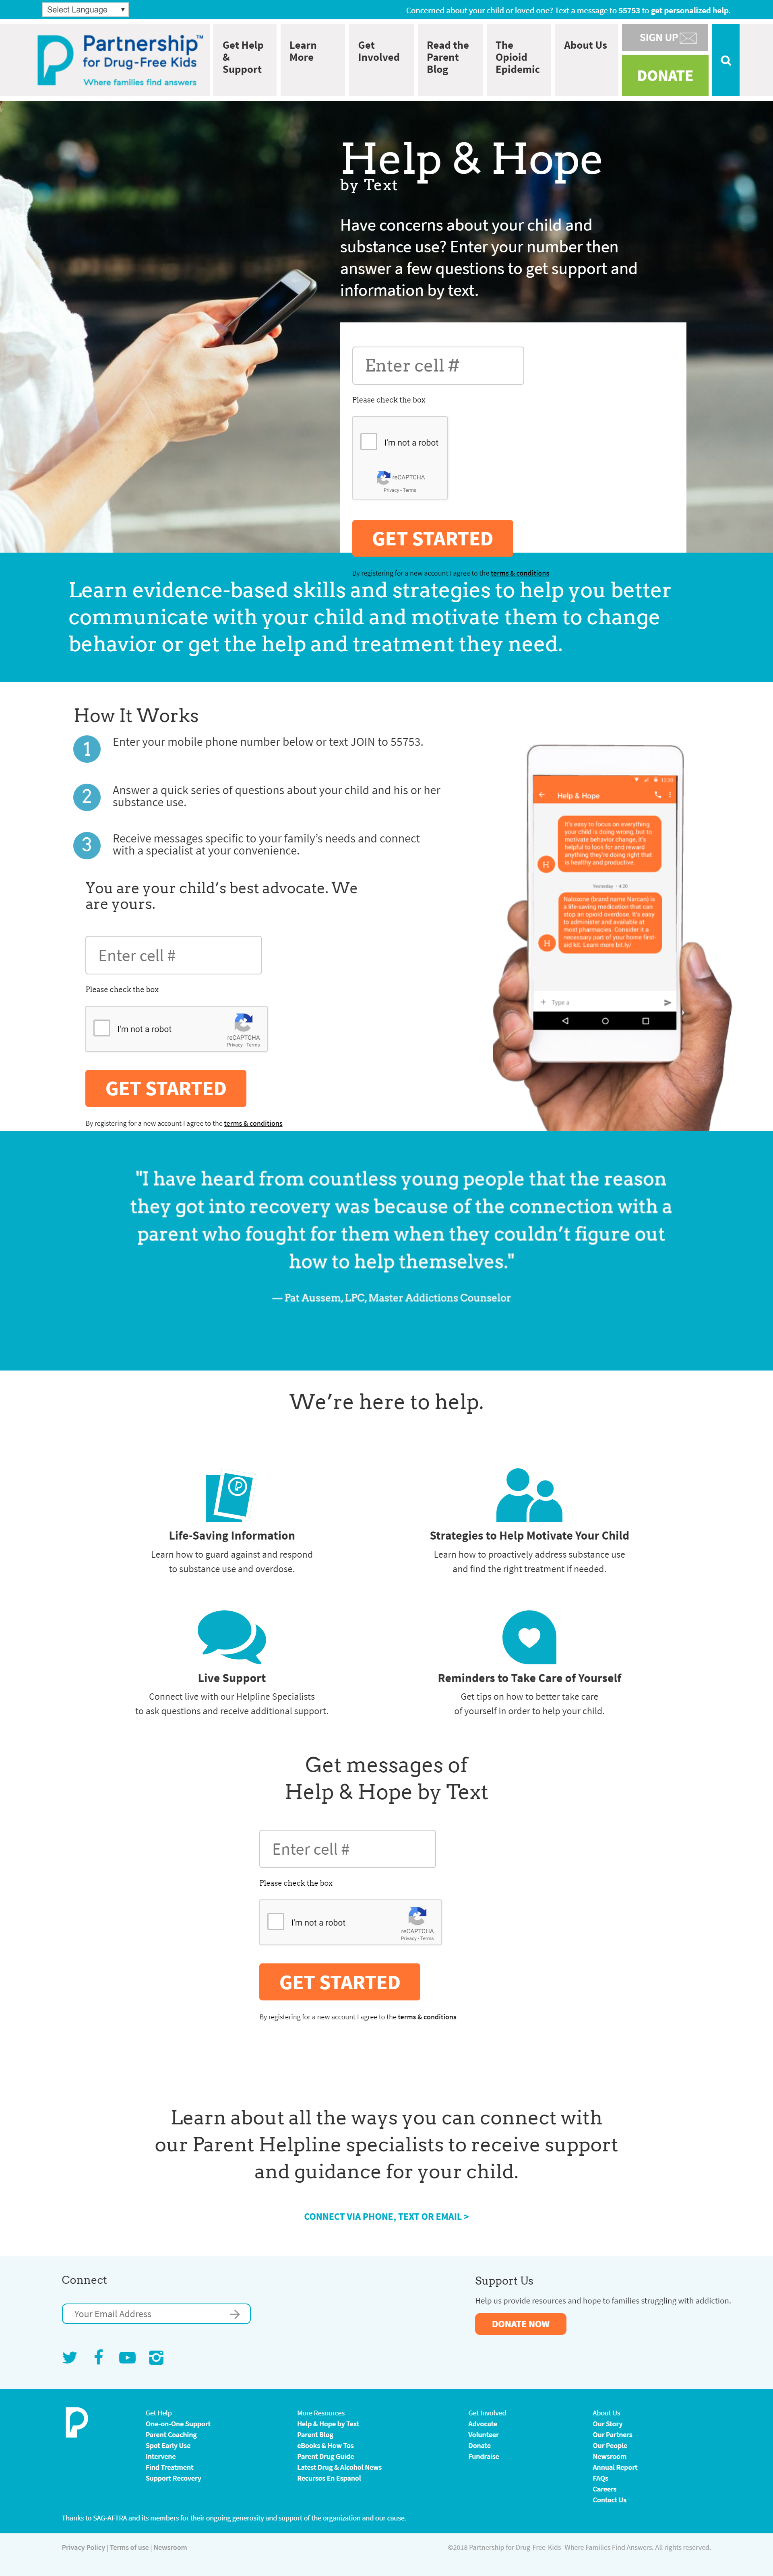 Select Language
Concerned about your child or loved one? Text a message to 55753 to get personalized help.
Partnership™
for Drug-Free Kids
Where families find answers
Get Help
&
Support
Learn
More
Get
Involved
Read the
Parent
Blog
The
Opioid
Epidemic
About Us
SIGN UP
DONATE
Help & Hope
by Text
Have concerns about your child and
substance use? Enter your number then
answer a few questions to get support and
information by text.
Enter cell #
Please check the box
I'm not a robot
reCAPTCHA
Privacy - Terms
GET STARTED
By registering for a new account I agree to the terms & conditions
Learn evidence-based skills and strategies to help you better
communicate with your child and motivate them to change
behavior or get the help and treatment they need.
How It Works
1
Enter your mobile phone number below or text JOIN to 55753.
2
Answer a quick series of questions about your child and his or her
substance use.
3
Receive messages specific to your family's needs and connect
with a specialist at your convenience.
You are your child's best advocate. We
are yours.
Enter cell #
Please check the box
I'm not a robot
reCAPTCHA
Privacy - Terms
GET STARTED
By registering for a new account I agree to the terms & conditions
12:30
Help & Hope
It's easy to focus on everything
your child is doing wrong, but to
motivate behavior change, it's
helpful to look for and reward
anything they're doing right that
is healthy and productive.
H
Yesterday · 4:20
Naloxone (brand name Narcan) is
a life-saving medication that can
stop an opioid overdose. It's easy
to administer and available at
most pharmacies. Consider it a
necessary part of your home first-
aid kit. Learn more bit.ly/
H
+ Type a
"I have heard from countless young people that the reason
they got into recovery was because of the connection with a
parent who fought for them when they couldn't figure out
how to help themselves."
— Pat Aussem, LPC, Master Addictions Counselor
We're here to help.
Life-Saving Information
Learn how to guard against and respond
to substance use and overdose.
Strategies to Help Motivate Your Child
Learn how to proactively address substance use
and find the right treatment if needed.
Live Support
Connect live with our Helpline Specialists
to ask questions and receive additional support.
Reminders to Take Care of Yourself
Get tips on how to better take care
of yourself in order to help your child.
Get messages of
Help & Hope by Text
Enter cell #
Please check the box
I'm not a robot
reCAPTCHA
Privacy - Terms
GET STARTED
By registering for a new account I agree to the terms & conditions
Learn about all the ways you can connect with
our Parent Helpline specialists to receive support
and guidance for your child.
CONNECT VIA PHONE, TEXT OR EMAIL >
Connect
Your Email Address
Support Us
Help us provide resources and hope to families struggling with addiction.
DONATE NOW
Get Help
One-on-One Support
Parent Coaching
Spot Early Use
Intervene
Find Treatment
Support Recovery
More Resources
Help & Hope by Text
Parent Blog
eBooks & How Tos
Parent Drug Guide
Latest Drug & Alcohol News
Recursos En Espanol
Get Involved
Advocate
Volunteer
Donate
Fundraise
About Us
Our Story
Our Partners
Our People
Newsroom
Annual Report
FAQs
Careers
Contact Us
Thanks to SAG-AFTRA and its members for their ongoing generosity and support of the organization and our cause.
Privacy Policy | Terms of use | Newsroom
©2018 Partnership for Drug-Free-Kids- Where Families Find Answers. All rights reserved.